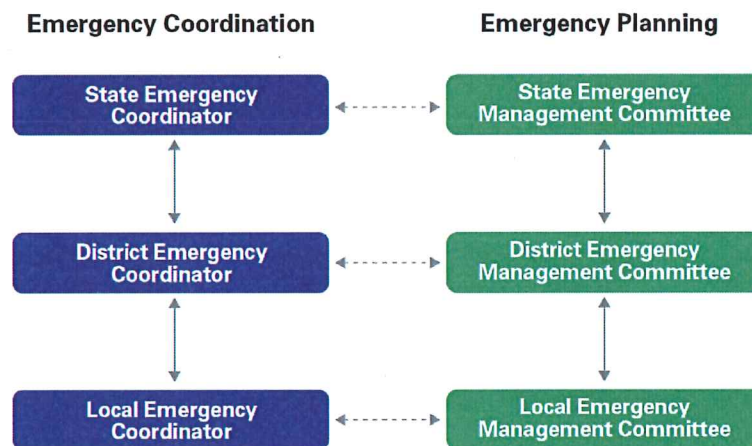 Emergency Coordination
Emergency Planning
State Emergency
Coordinator
State Emergency
Management Committee
District Emergency
Coordinator
District Emergency
Management Committee
Local Emergency
Coordinator
Local Emergency
Management Committee